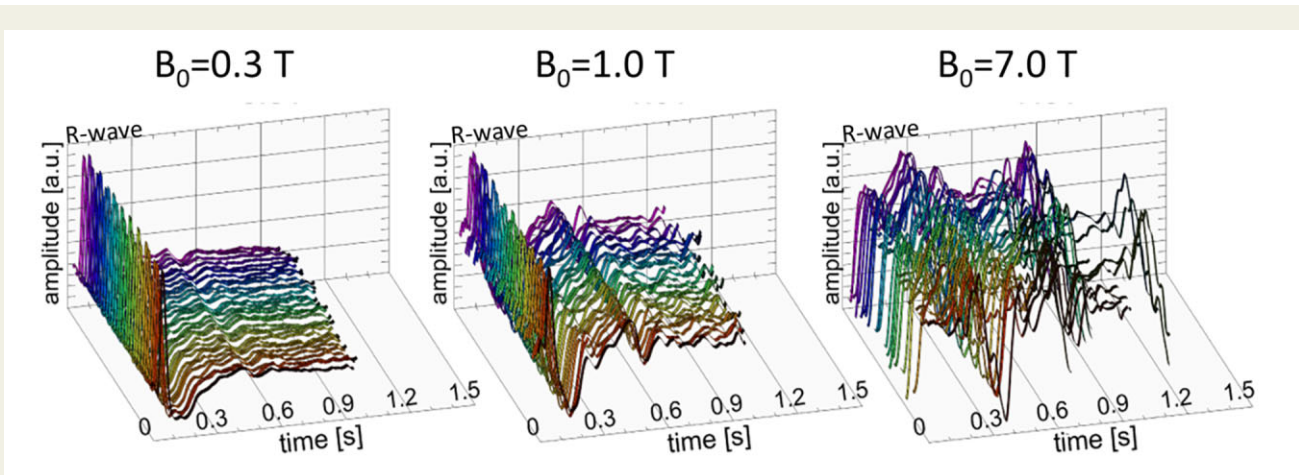 B0=0.3 T
B0=1.0 T
B0=7.0 T
R-wave
R-wave
R-wave
amplitude [a.u.]
amplitude [a.u.]
amplitude [a.u.]
0 0.3 0.6 0.9 1.2 1.5
0 0.3 0.6 0.9 1.2 1.5
0 0.3 0.6 0.9 1.2 1.5
time [s]
time [s]
time [s]